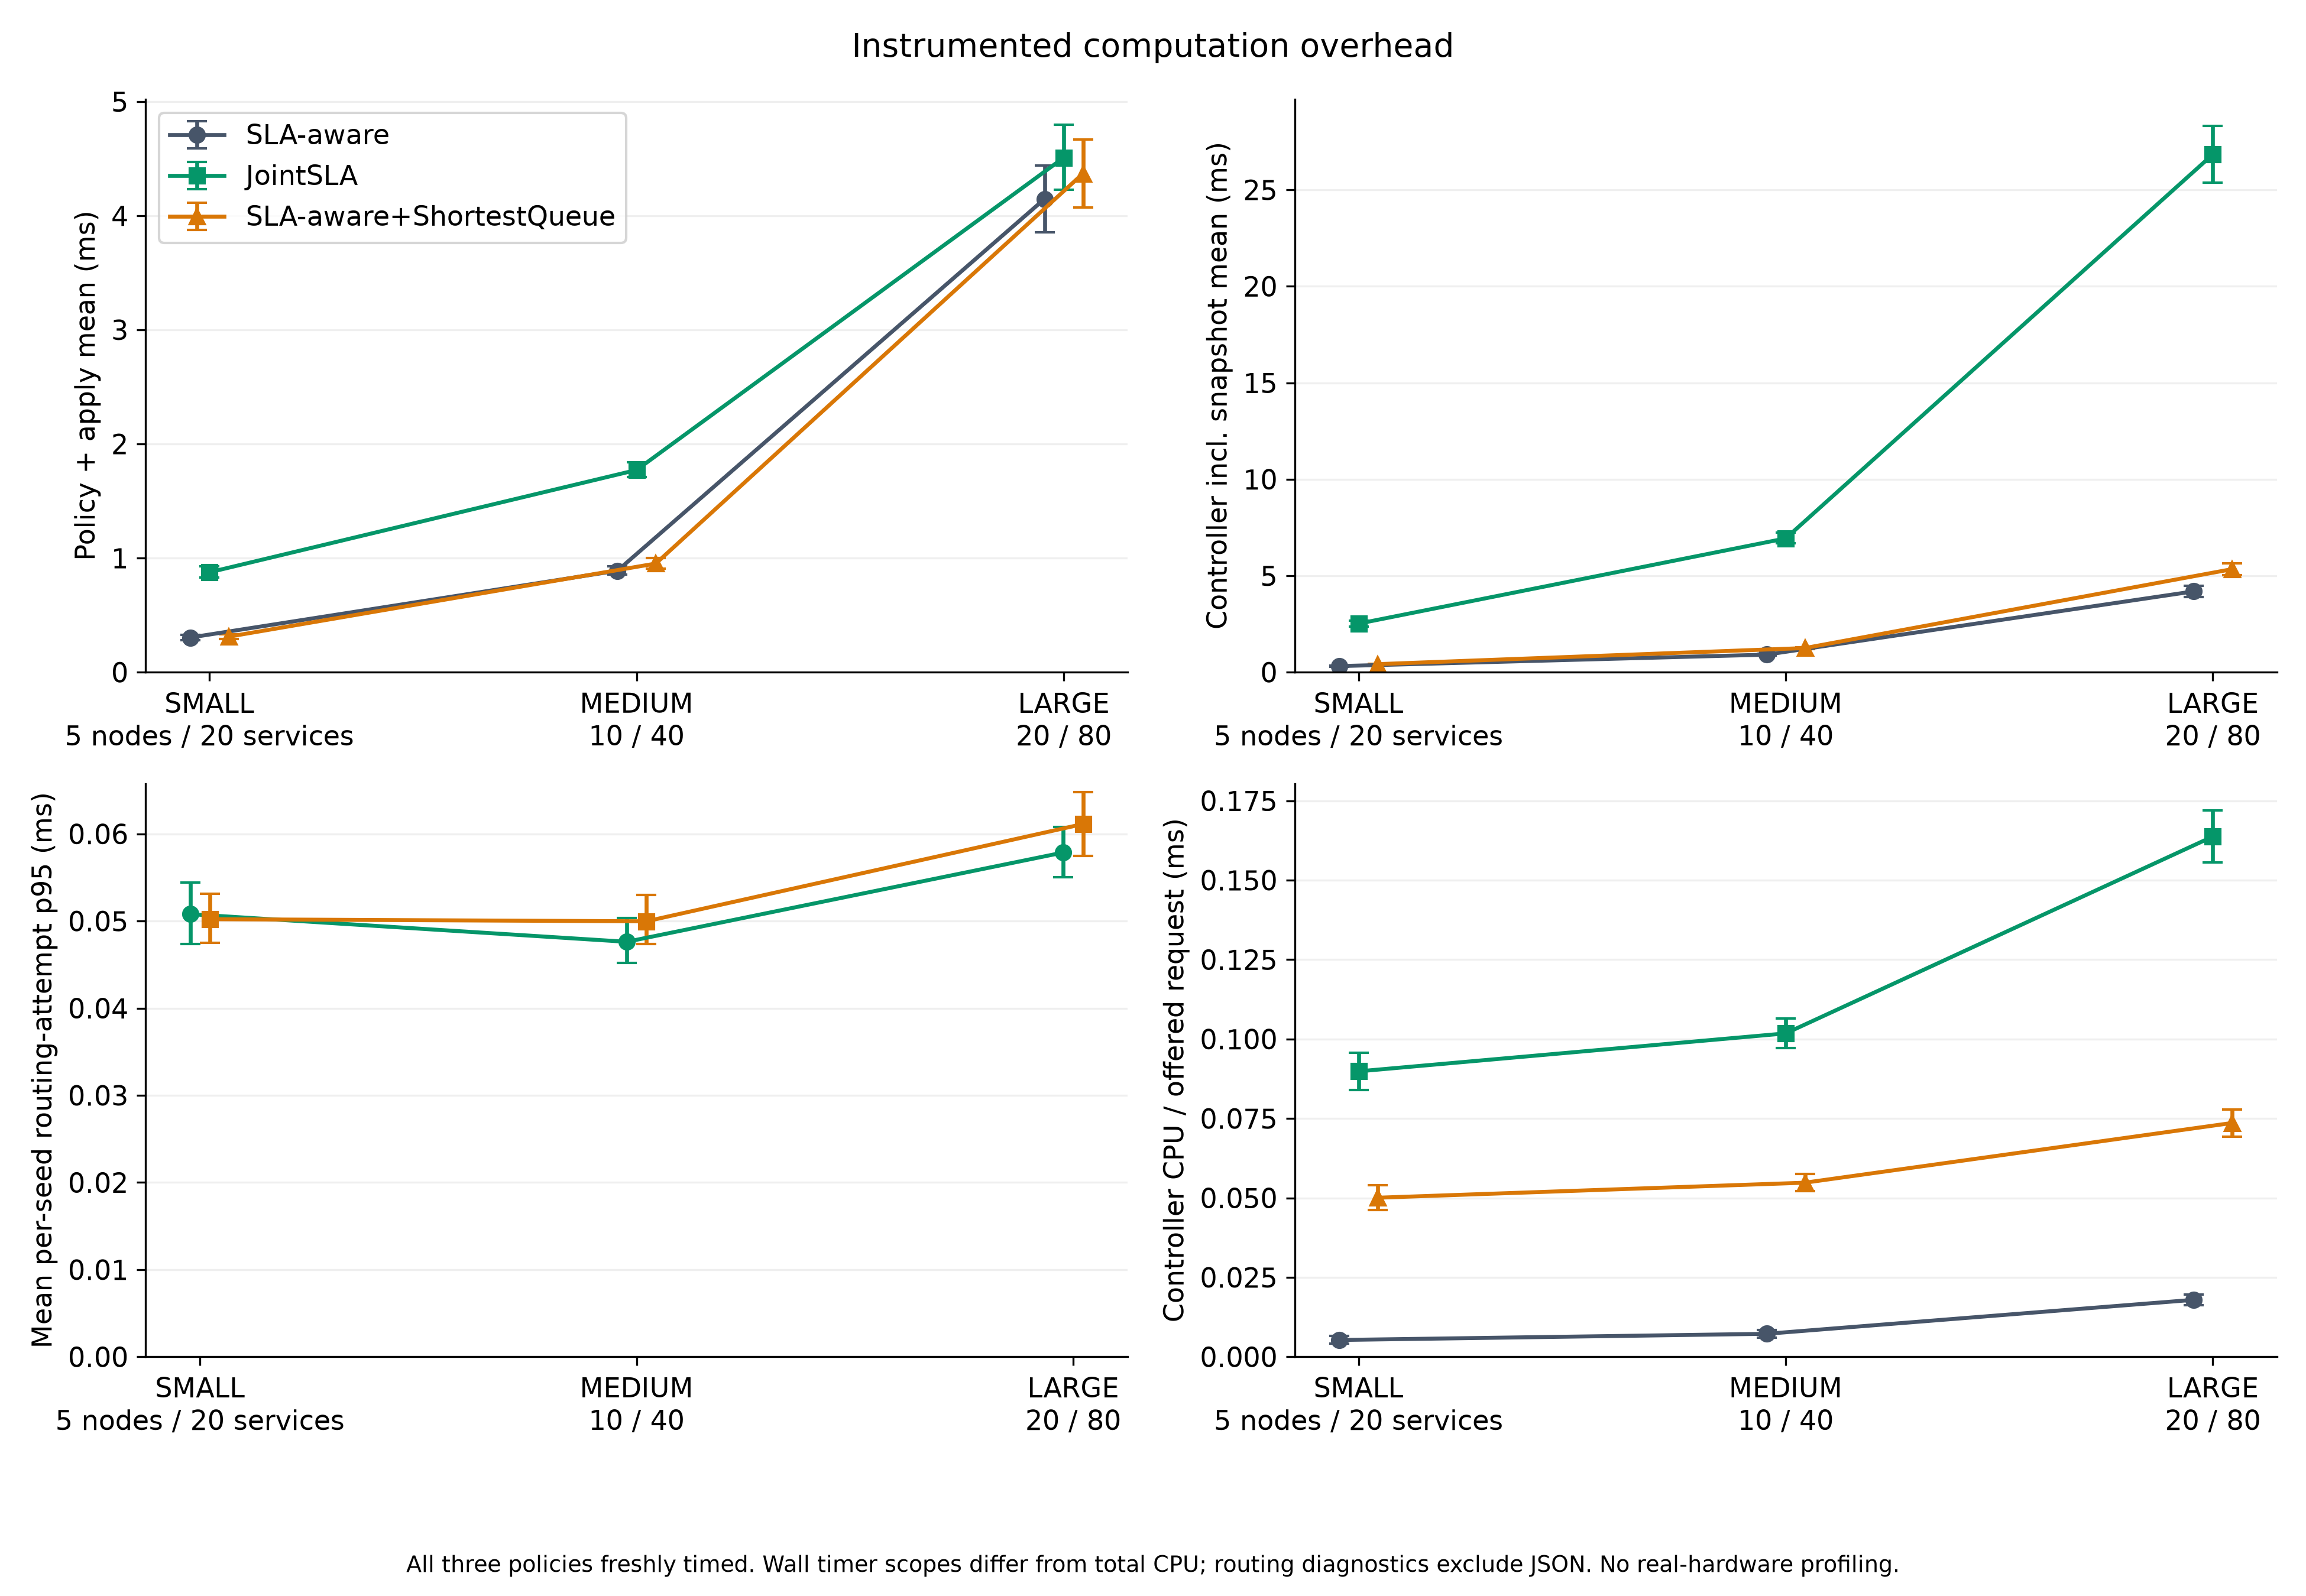 Instrumented computation overhead
Policy + apply mean (ms)
5
4
3
2
1
0
SLA-aware
JointSLA
SLA-aware+ShortestQueue
SMALL
5 nodes / 20 services
MEDIUM
10 / 40
LARGE
20 / 80
Controller incl. snapshot mean (ms)
25
20
15
10
5
0
SMALL
5 nodes / 20 services
MEDIUM
10 / 40
LARGE
20 / 80
Mean per-seed routing-attempt p95 (ms)
0.06
0.05
0.04
0.03
0.02
0.01
0.00
SMALL
5 nodes / 20 services
MEDIUM
10 / 40
LARGE
20 / 80
Controller CPU / offered request (ms)
0.175
0.150
0.125
0.100
0.075
0.050
0.025
0.000
SMALL
5 nodes / 20 services
MEDIUM
10 / 40
LARGE
20 / 80
All three policies freshly timed. Wall timer scopes differ from total CPU; routing diagnostics exclude JSON. No real-hardware profiling.